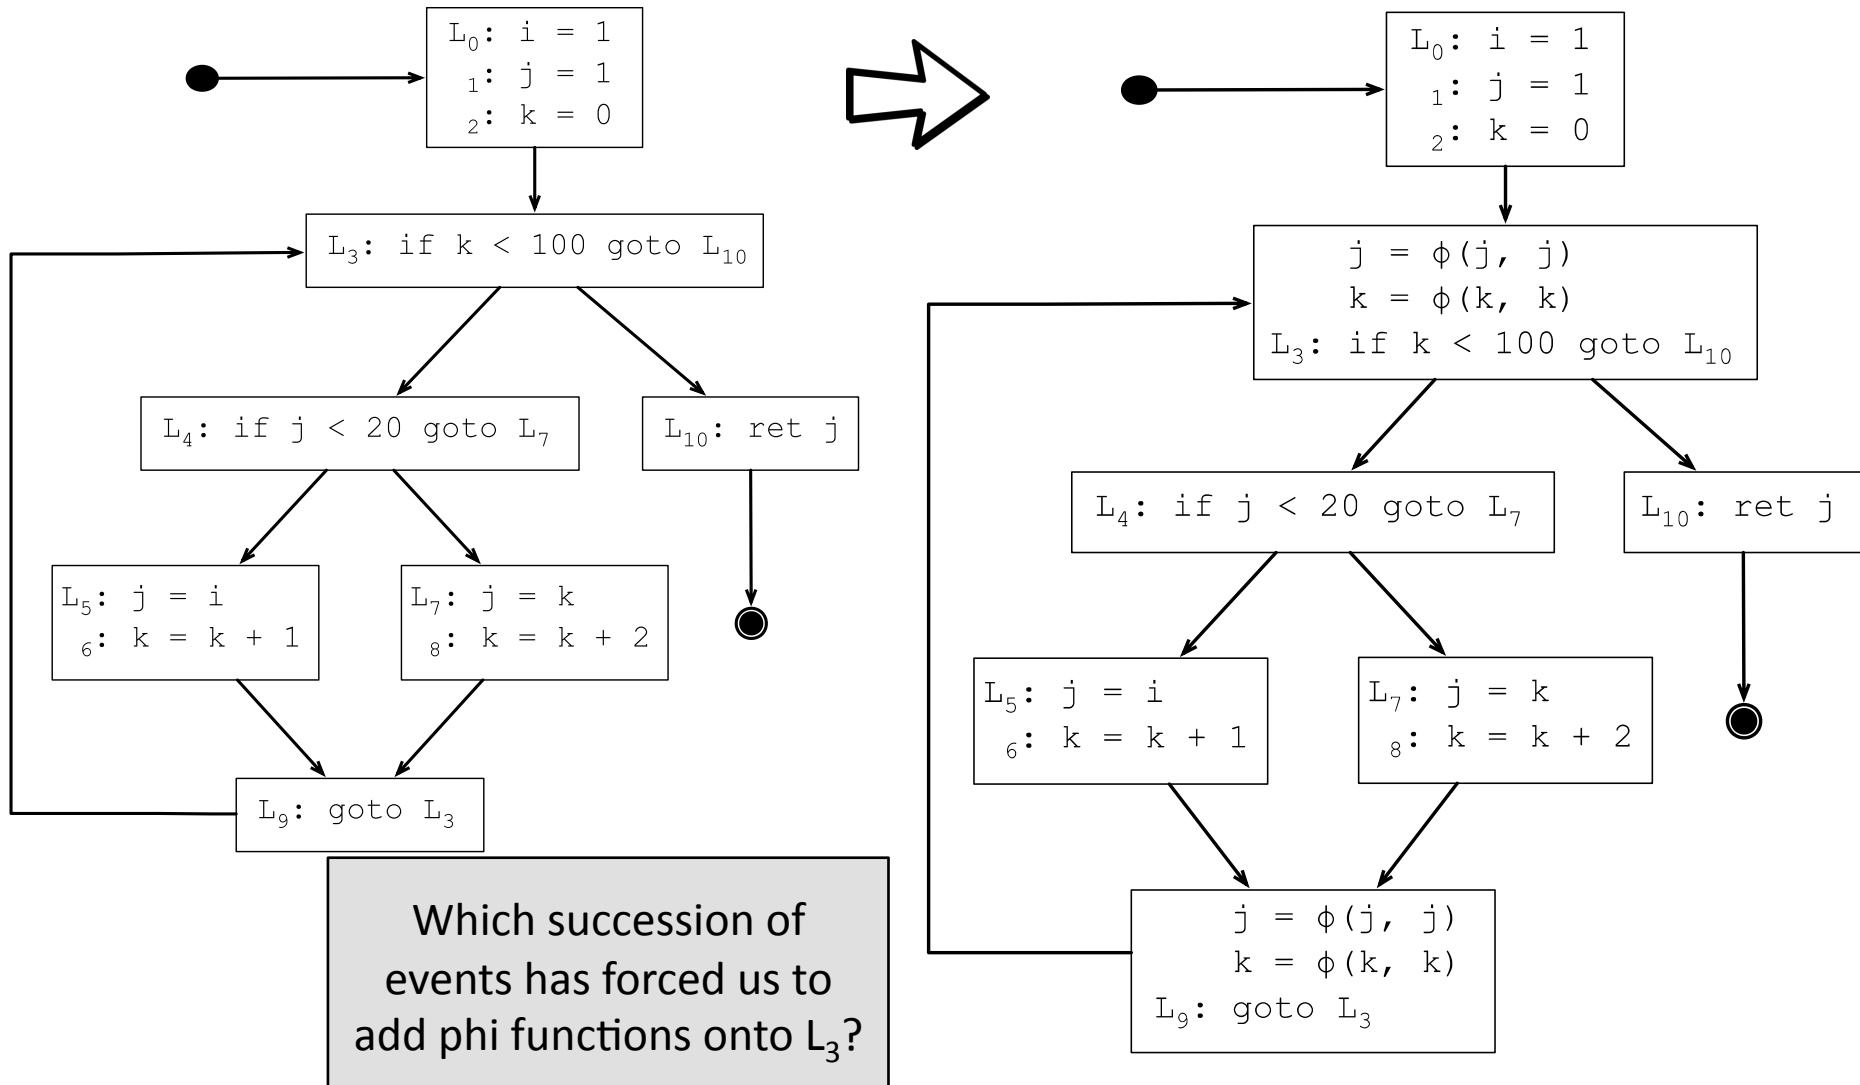 L₀: i = 1
₁: j = 1
₂: k = 0
L₃: if k < 100 goto L₁₀
L₄: if j < 20 goto L₇
L₁₀: ret j
L₅: j = i
₆: k = k + 1
L₇: j = k
₈: k = k + 2
L₉: goto L₃
Which succession of
events has forced us to
add phi functions onto L₃?
L₀: i = 1
₁: j = 1
₂: k = 0
j = ϕ(j, j)
k = ϕ(k, k)
L₃: if k < 100 goto L₁₀
L₄: if j < 20 goto L₇
L₁₀: ret j
L₅: j = i
₆: k = k + 1
L₇: j = k
₈: k = k + 2
j = ϕ(j, j)
k = ϕ(k, k)
L₉: goto L₃